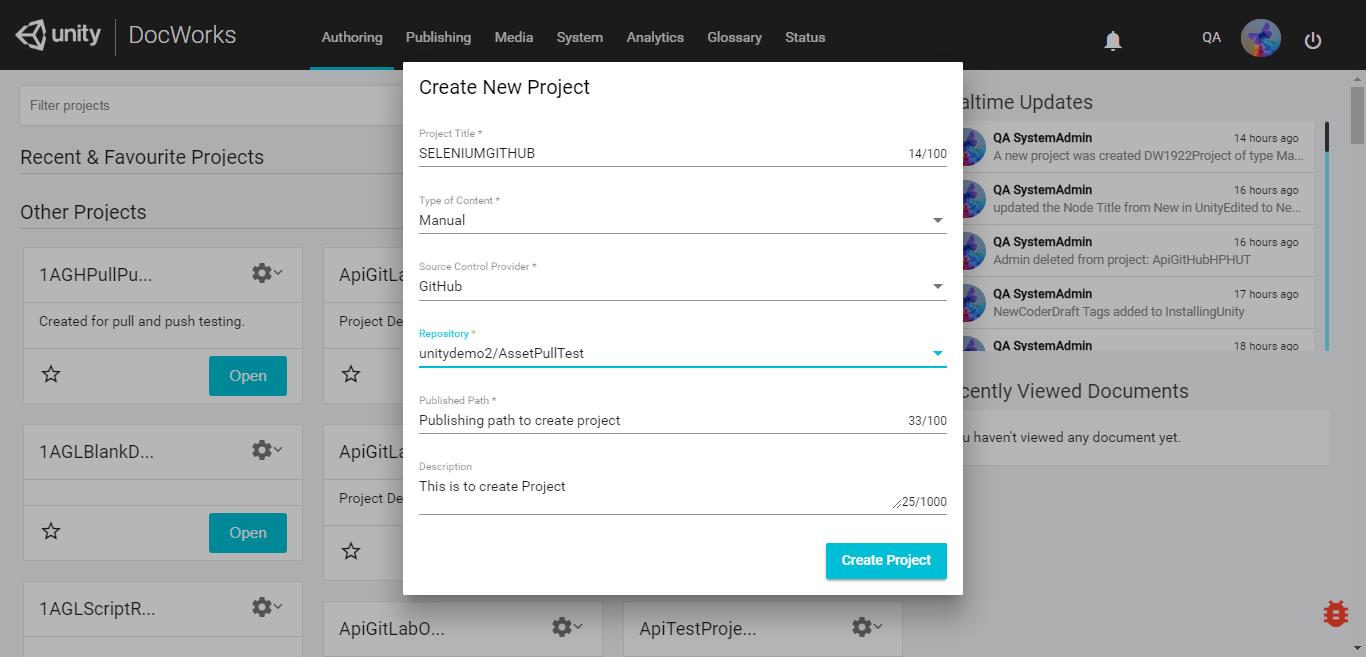 unity DocWorks
Authoring Publishing Media System Analytics Glossary Status
QA
Filter projects
Recent & Favourite Projects
Other Projects
1AGHPullPu...
Created for pull and push testing.
Open
1AGLBlankD...
Open
1AGLScriptR...
ApiGitLa
Project De
ApiGitLa
Project De
ApiGitLabO...
ApiTestProje...
Create New Project
Project Title *
SELENIUMGITHUB 14/100
Type of Content *
Manual
Source Control Provider *
GitHub
Repository *
unitydemo2/AssetPullTest
Published Path *
Publishing path to create project 33/100
Description
This is to create Project
25/1000
Create Project
altime Updates
QA SystemAdmin 14 hours ago
A new project was created DW1922Project of type Ma...
QA SystemAdmin 16 hours ago
updated the Node Title from New in UnityEdited to Ne...
QA SystemAdmin 16 hours ago
Admin deleted from project: ApiGitHubHPHUT
QA SystemAdmin 17 hours ago
NewCoderDraft Tags added to InstallingUnity
QA SystemAdmin 18 hours ago
cently Viewed Documents
u haven't viewed any document yet.